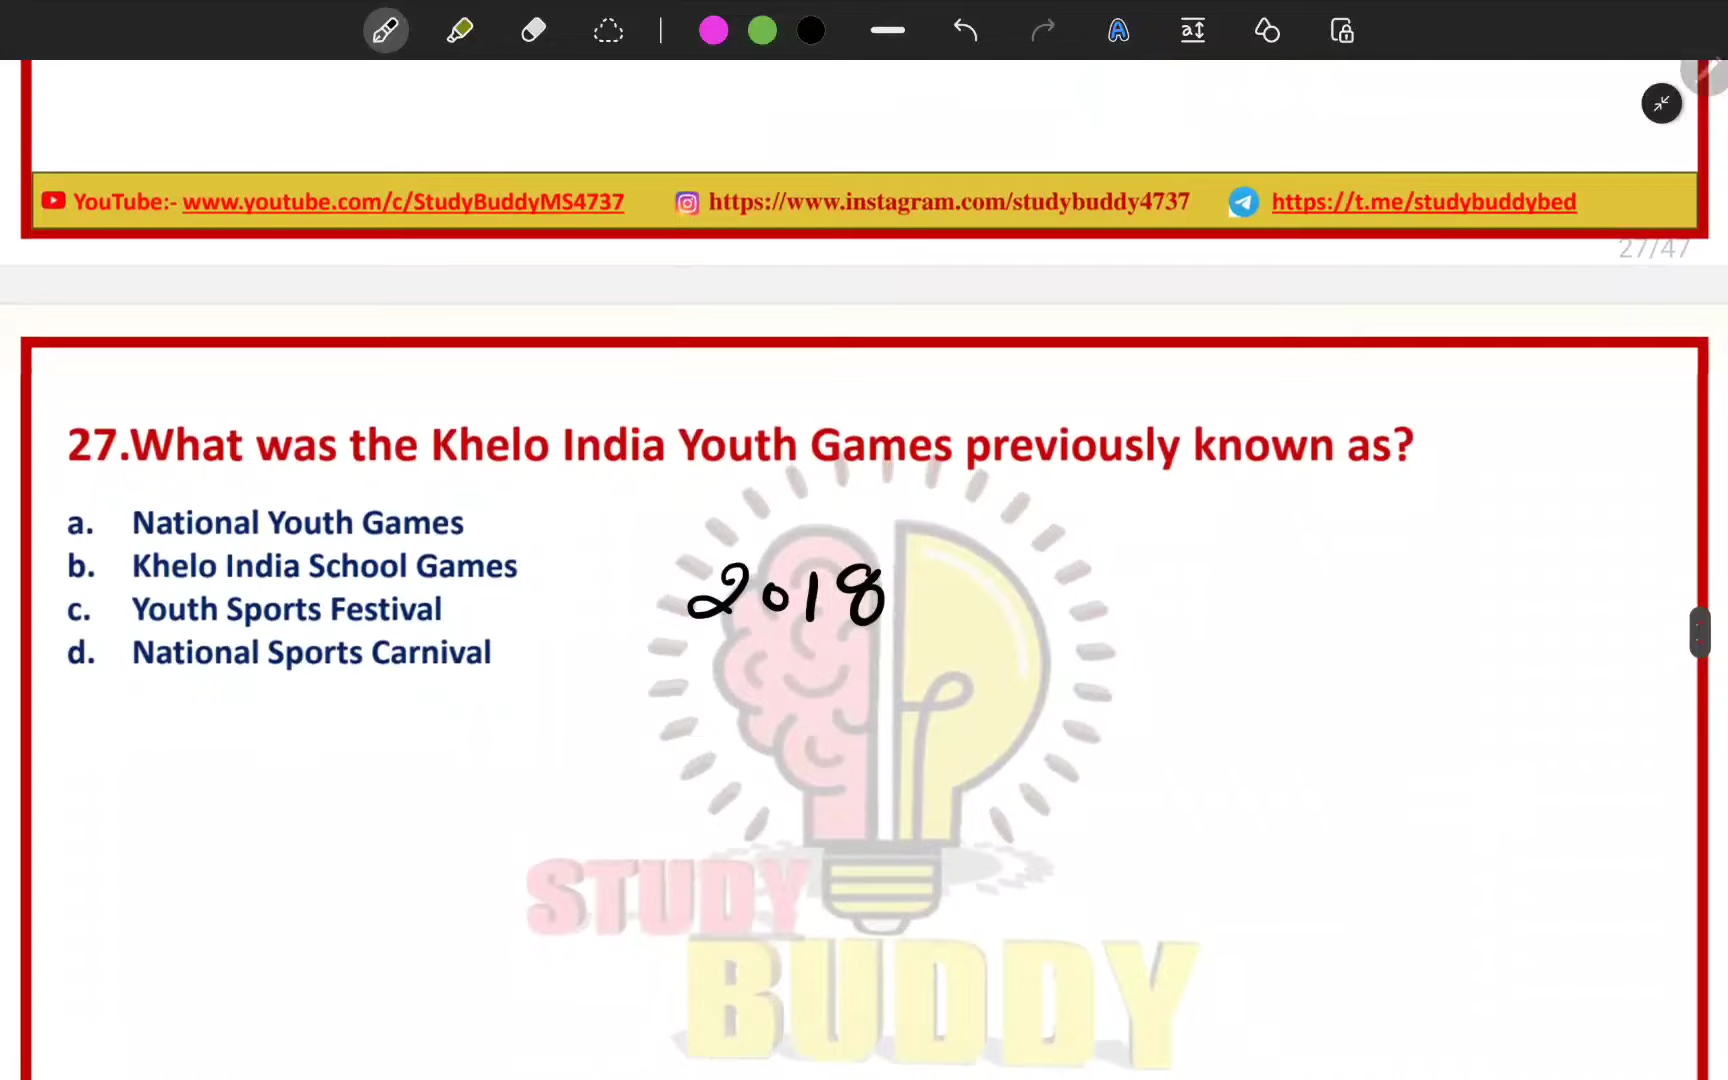 YouTube:- www.youtube.com/c/StudyBuddyMS4737 https://www.instagram.com/studybuddy4737 https://t.me/studybuddybed
27/47
27.What was the Khelo India Youth Games previously known as?
a. National Youth Games
b. Khelo India School Games
c. Youth Sports Festival
d. National Sports Carnival
2018
STUDY
BUDDY